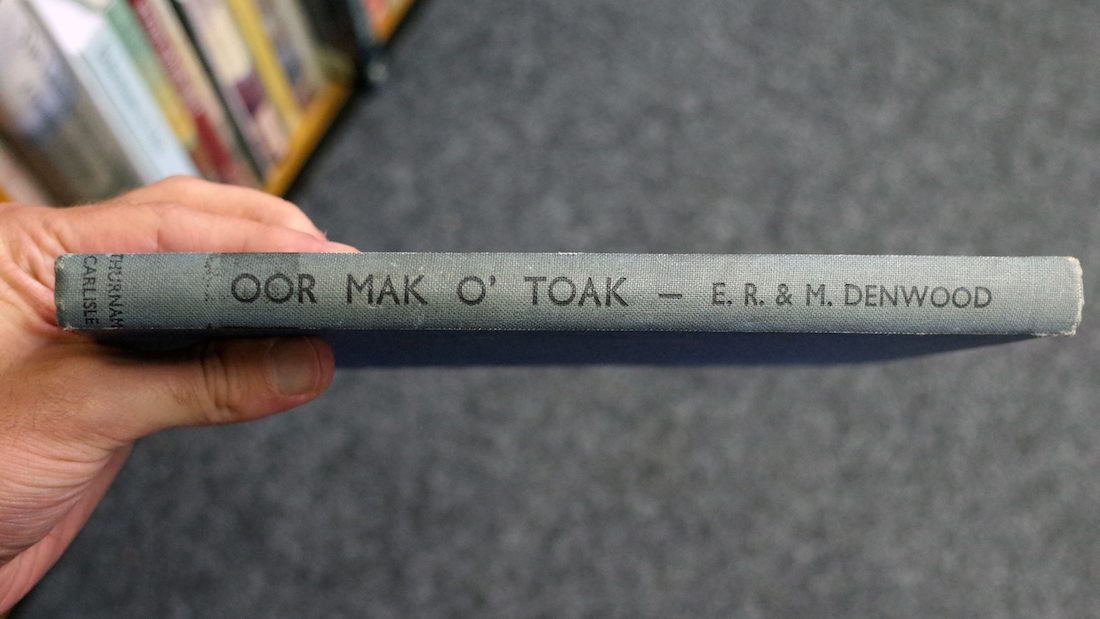 OOR MAK O' TOAK — E. R. & M. DENWOOD
THURNAM
CARLISLE